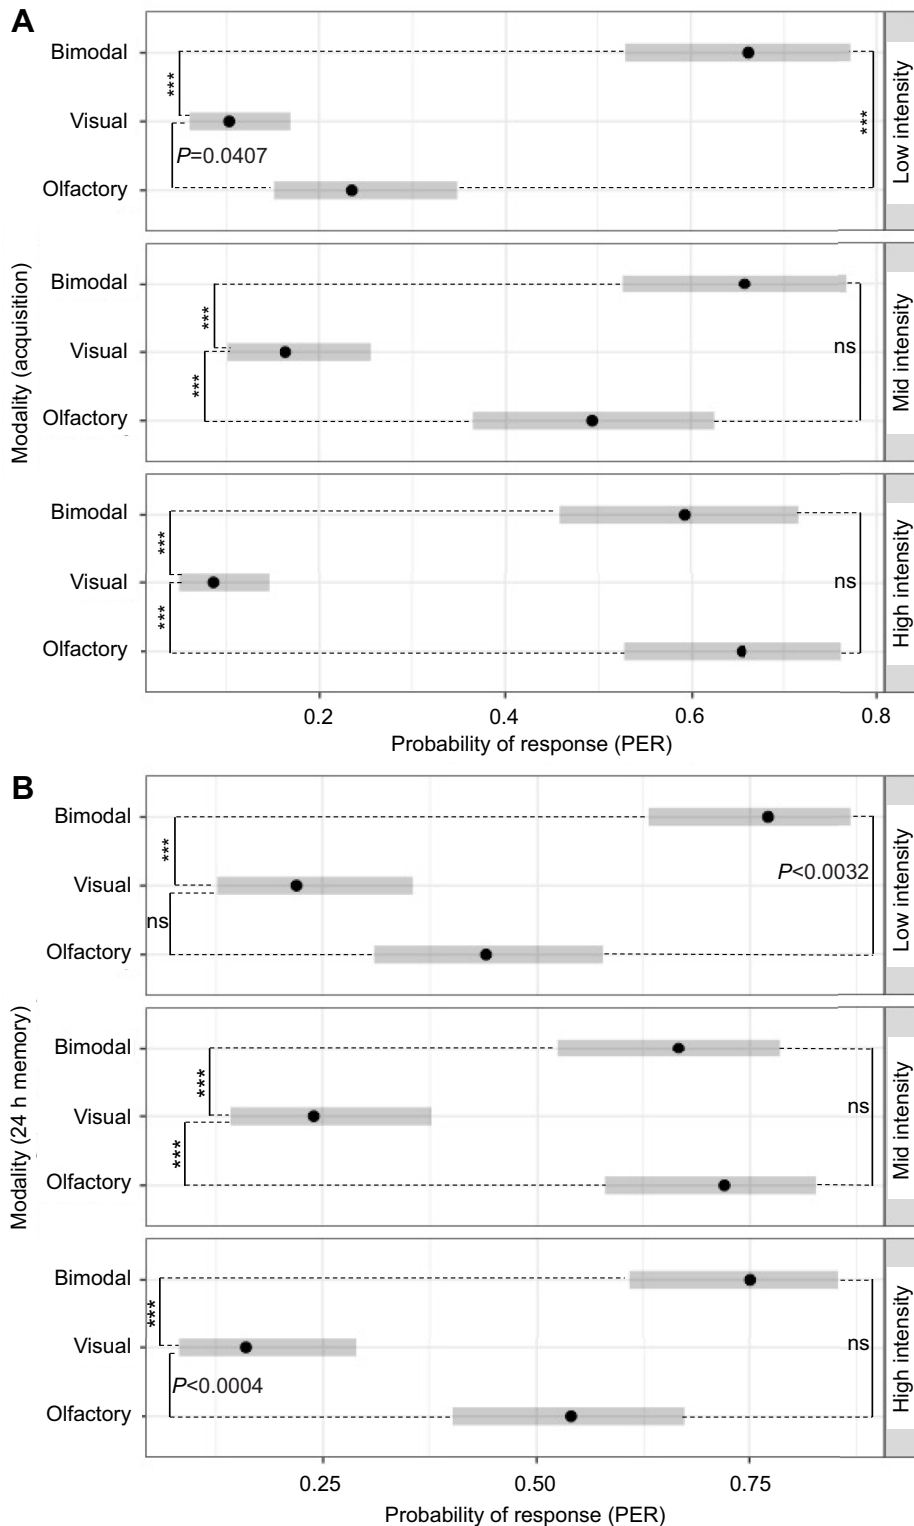 A
Bimodal
***
Visual
P=0.0407
Olfactory
***
Low intensity
Modality (acquisition)
Bimodal
***
Visual
***
Olfactory
ns
Mid intensity
Bimodal
***
Visual
***
Olfactory
ns
High intensity
0.2 0.4 0.6 0.8
Probability of response (PER)
B
Bimodal
***
Visual
ns
Olfactory
P<0.0032
Low intensity
Modality (24 h memory)
Bimodal
***
Visual
***
Olfactory
ns
Mid intensity
Bimodal
***
Visual
P<0.0004
Olfactory
ns
High intensity
0.25 0.50 0.75
Probability of response (PER)